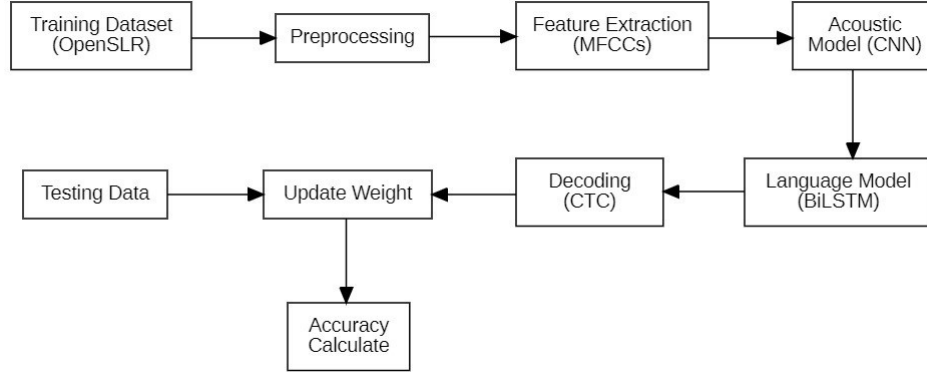 Training Dataset
(OpenSLR)
Preprocessing
Feature Extraction
(MFCCs)
Acoustic
Model (CNN)
Testing Data
Update Weight
Decoding
(CTC)
Language Model
(BiLSTM)
Accuracy
Calculate